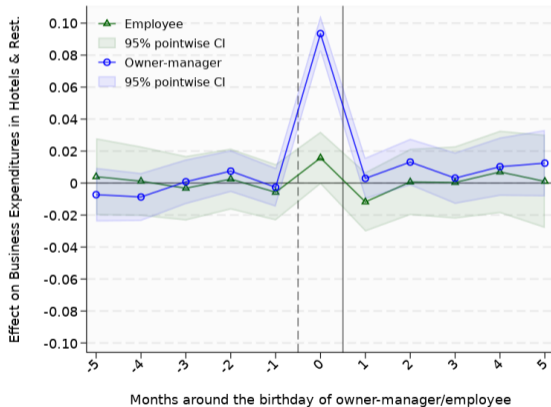 Effect on Business Expenditures in Hotels & Rest.
0.10
0.08
0.06
0.04
0.02
0
-0.02
-0.04
-0.06
-0.08
-0.10
Employee
95% pointwise CI
Owner-manager
95% pointwise CI
-5 -4 -3 -2 -1 0 1 2 3 4 5
Months around the birthday of owner-manager/employee